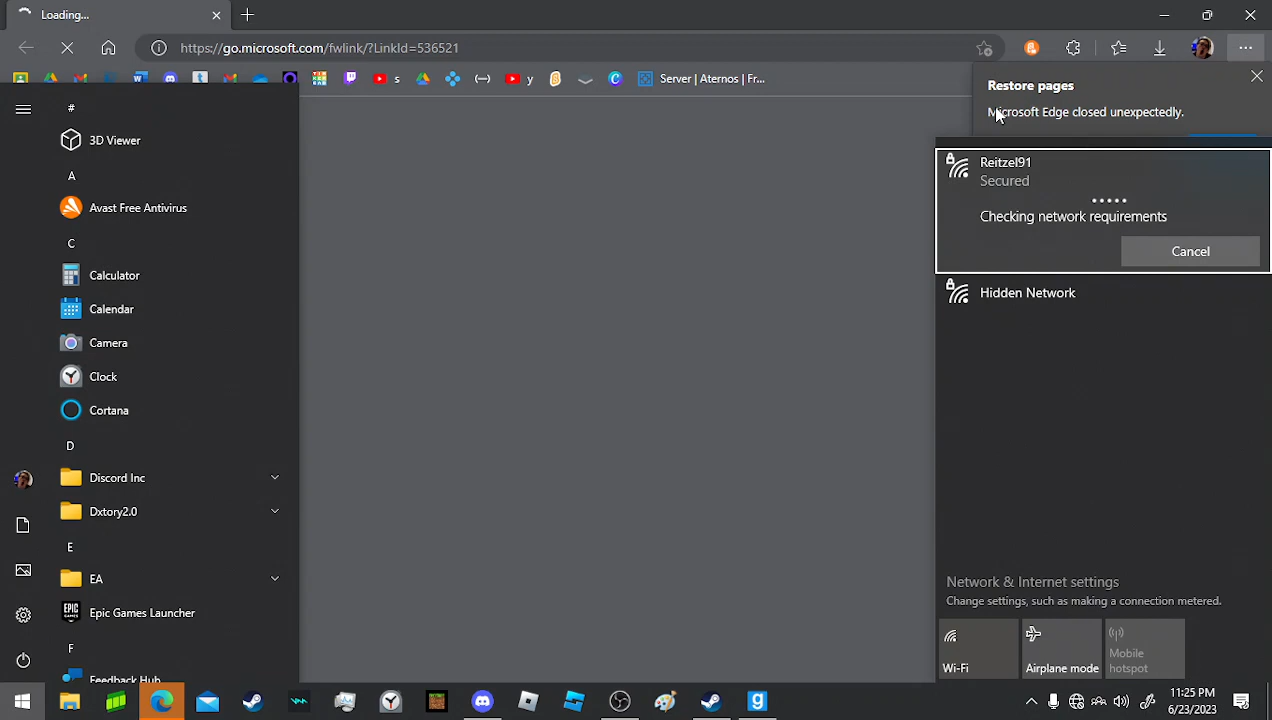 Loading...
https://go.microsoft.com/fwlink/?LinkId=536521
s
y
Server | Aternos | Fr...
Restore pages
Microsoft Edge closed unexpectedly.
#
3D Viewer
A
Avast Free Antivirus
C
Calculator
Calendar
Camera
Clock
Cortana
D
Discord Inc
Dxtory2.0
E
EA
Epic Games Launcher
F
Feedback Hub
Reitzel91
Secured
Checking network requirements
Cancel
Hidden Network
Network & Internet settings
Change settings, such as making a connection metered.
Wi-Fi
Airplane mode
Mobile
hotspot
11:25 PM
6/23/2023